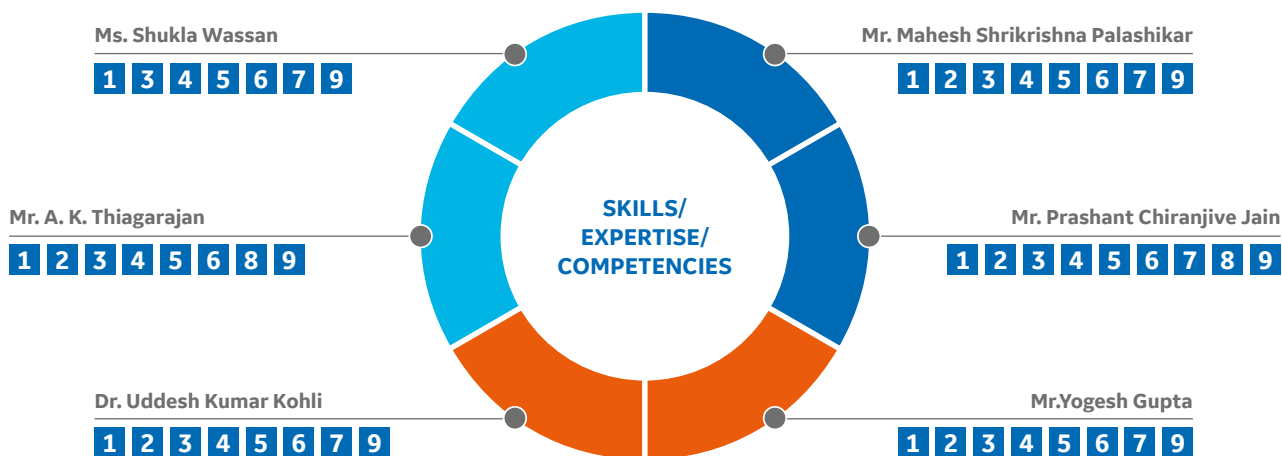 Ms. Shukla Wassan
1 3 4 5 6 7 9
Mr. Mahesh Shrikrishna Palashikar
1 2 3 4 5 6 7 9
Mr. A. K. Thiagarajan
1 2 3 4 5 6 8 9
SKILLS/
EXPERTISE/
COMPETENCIES
Mr. Prashant Chiranjive Jain
1 2 3 4 5 6 7 8 9
Dr. Uddesh Kumar Kohli
1 2 3 4 5 6 7 9
Mr.Yogesh Gupta
1 2 3 4 5 6 7 9